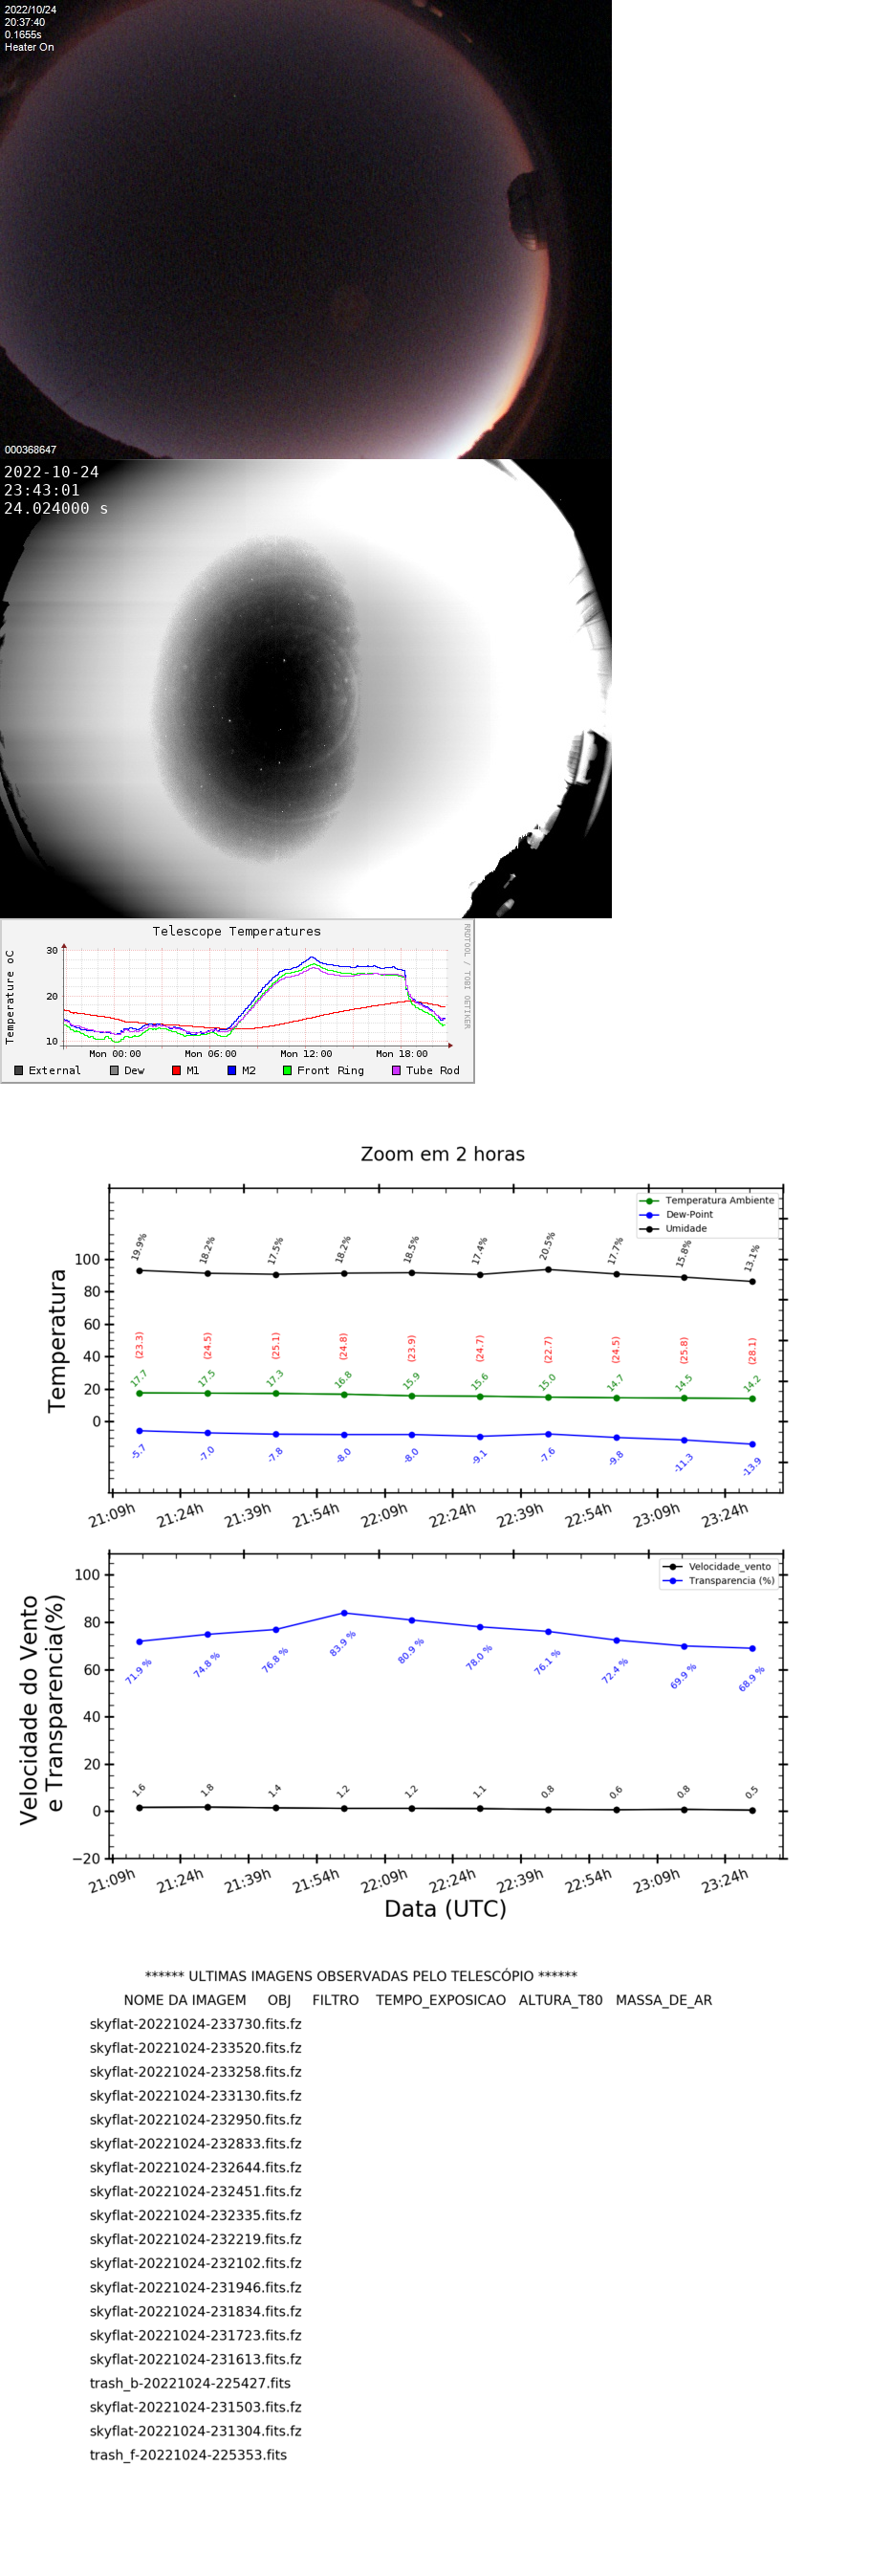 2022/10/24
20:37:40
0.1655s
Heater On
000368647
2022-10-24
23:43:01
24.024000 s
Telescope Temperatures
RRDTOOL / TOBI OETIKER
Temperature oC
30
20
10
Mon 00:00 Mon 06:00 Mon 12:00 Mon 18:00
External Dew M1 M2 Front Ring Tube Rod
Zoom em 2 horas
Temperatura Ambiente
Dew-Point
Umidade
Temperatura
100
80
60
40
20
0
19.9% 18.2% 17.5% 18.2% 18.5% 17.4% 20.5% 17.7% 15.8% 13.1%
(23.3) (24.5) (25.1) (24.8) (23.9) (24.7) (22.7) (24.5) (25.8) (28.1)
17.7 17.5 17.3 16.8 15.9 15.6 15.0 14.7 14.5 14.2
-5.7 -7.0 -7.8 -8.0 -8.0 -9.1 -7.6 -9.8 -11.3 -13.9
21:09h 21:24h 21:39h 21:54h 22:09h 22:24h 22:39h 22:54h 23:09h 23:24h
Velocidade_vento
Transparencia (%)
Velocidade do Vento
e Transparencia(%)
100
80
60
40
20
0
−20
71.9 % 74.8 % 76.8 % 83.9 % 80.9 % 78.0 % 76.1 % 72.4 % 69.9 % 68.9 %
1.6 1.8 1.4 1.2 1.2 1.1 0.8 0.6 0.8 0.5
21:09h 21:24h 21:39h 21:54h 22:09h 22:24h 22:39h 22:54h 23:09h 23:24h
Data (UTC)
****** ULTIMAS IMAGENS OBSERVADAS PELO TELESCÓPIO ******
NOME DA IMAGEM OBJ FILTRO TEMPO_EXPOSICAO ALTURA_T80 MASSA_DE_AR
skyflat-20221024-233730.fits.fz
skyflat-20221024-233520.fits.fz
skyflat-20221024-233258.fits.fz
skyflat-20221024-233130.fits.fz
skyflat-20221024-232950.fits.fz
skyflat-20221024-232833.fits.fz
skyflat-20221024-232644.fits.fz
skyflat-20221024-232451.fits.fz
skyflat-20221024-232335.fits.fz
skyflat-20221024-232219.fits.fz
skyflat-20221024-232102.fits.fz
skyflat-20221024-231946.fits.fz
skyflat-20221024-231834.fits.fz
skyflat-20221024-231723.fits.fz
skyflat-20221024-231613.fits.fz
trash_b-20221024-225427.fits
skyflat-20221024-231503.fits.fz
skyflat-20221024-231304.fits.fz
trash_f-20221024-225353.fits